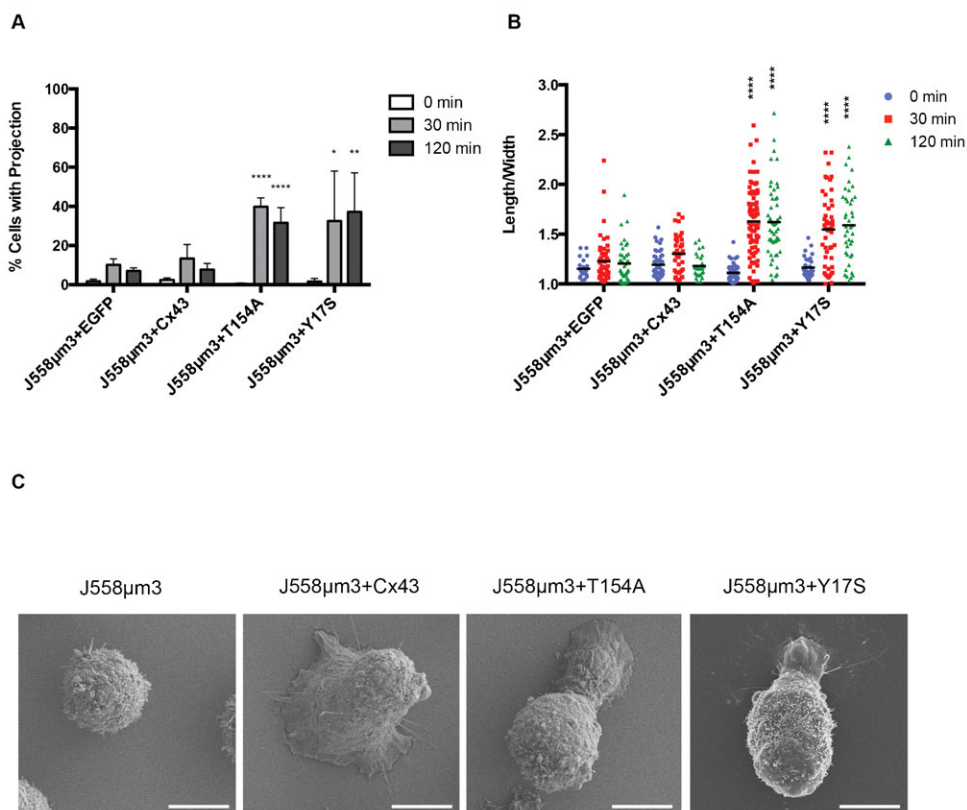 A
% Cells with Projection
100
80
60
40
20
0
0 min
30 min
120 min
**** ****
* **
J558µm3+EGFP
J558µm3+Cx43
J558µm3+T154A
J558µm3+Y17S
B
Length/Width
3.0
2.5
2.0
1.5
1.0
**** ****
**** ****
0 min
30 min
120 min
J558µm3+EGFP
J558µm3+Cx43
J558µm3+T154A
J558µm3+Y17S
C
J558µm3
J558µm3+Cx43
J558µm3+T154A
J558µm3+Y17S